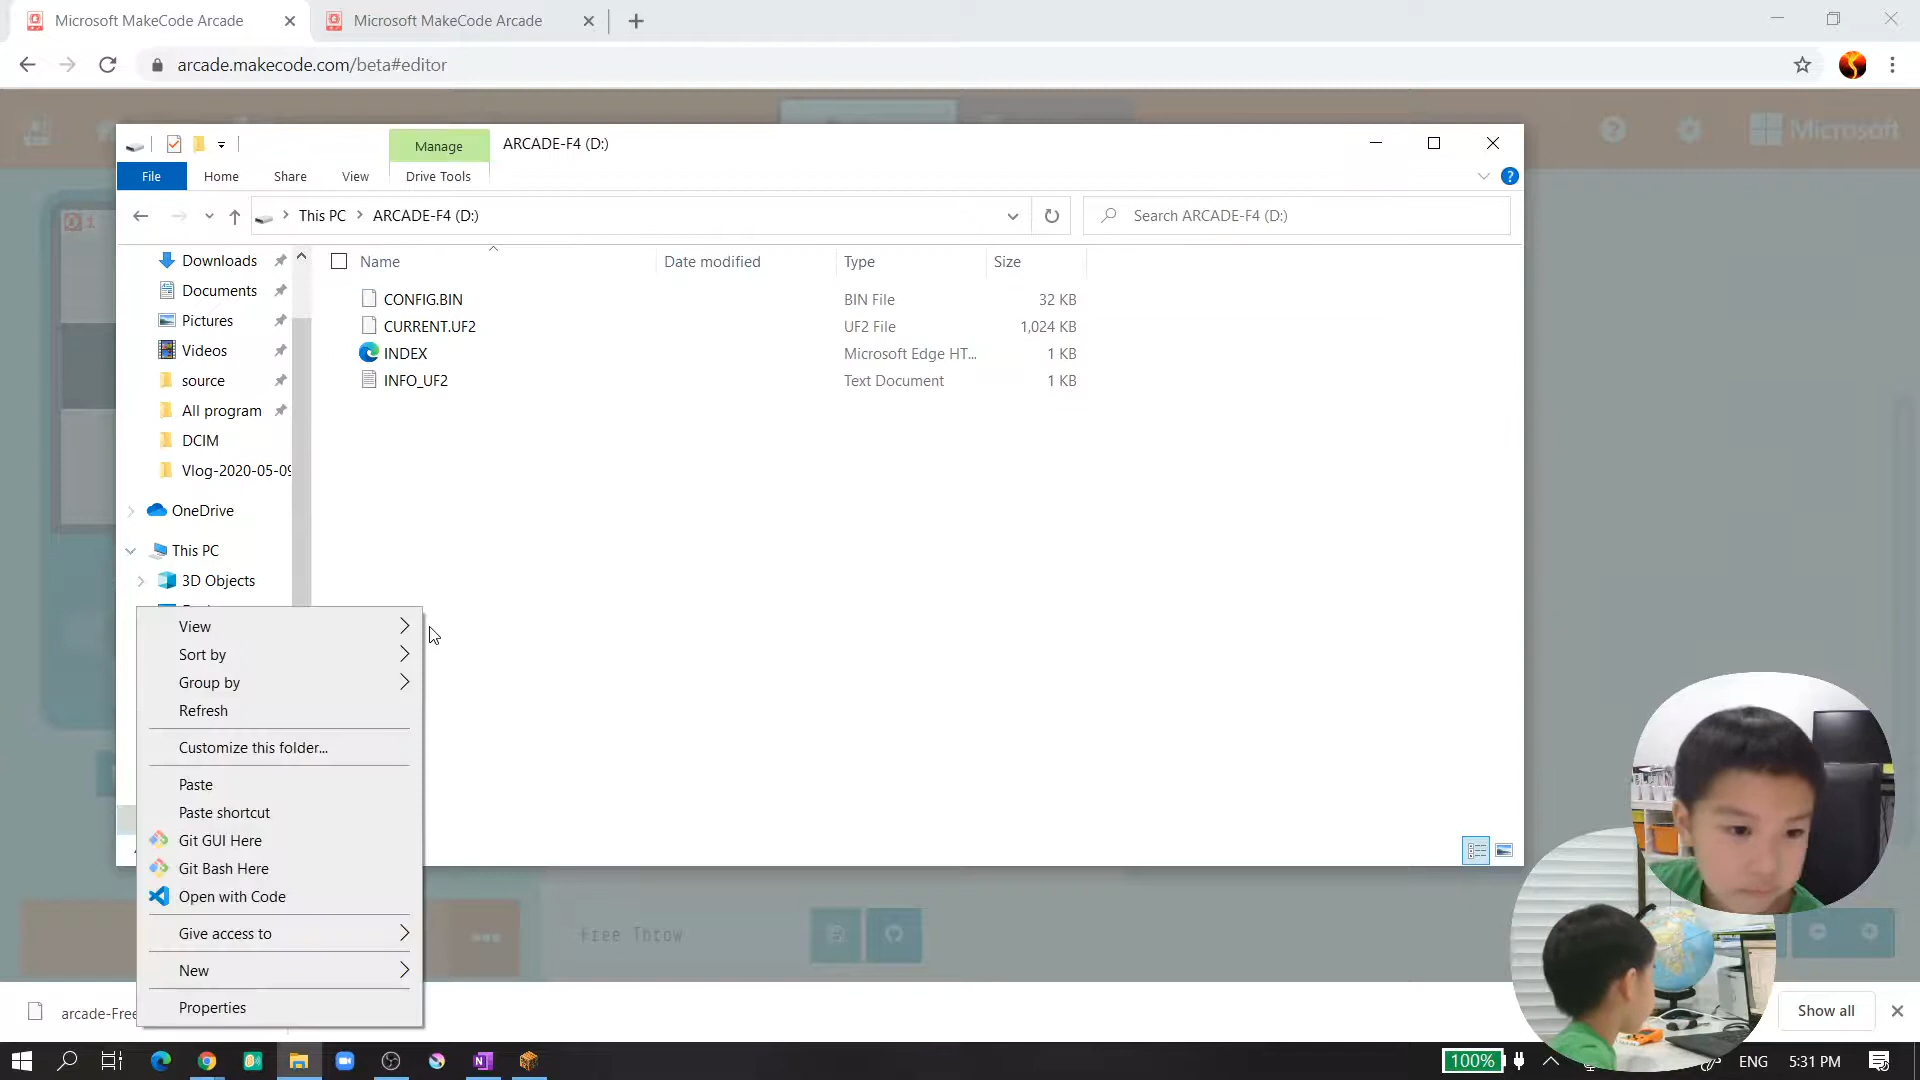 Microsoft MakeCode Arcade
Microsoft MakeCode Arcade
arcade.makecode.com/beta#editor
Microsoft
Manage
ARCADE-F4 (D:)
File
Home
Share
View
Drive Tools
This PC
ARCADE-F4 (D:)
Search ARCADE-F4 (D:)
Name
Date modified
Type
Size
CONFIG.BIN
BIN File
32 KB
CURRENT.UF2
UF2 File
1,024 KB
INDEX
Microsoft Edge HT...
1 KB
INFO_UF2
Text Document
1 KB
Downloads
Documents
Pictures
Videos
source
All program
DCIM
Vlog-2020-05-09
OneDrive
This PC
3D Objects
View
Sort by
Group by
Refresh
Customize this folder...
Paste
Paste shortcut
Git GUI Here
Git Bash Here
Open with Code
Give access to
New
Properties
Free Throw
arcade-Free
Show all
100%
ENG
5:31 PM